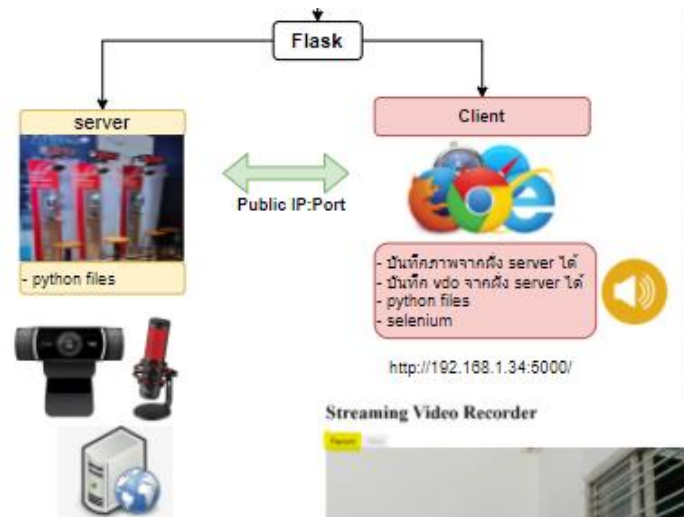 Flask
server
Client
Public IP:Port
- python files
- บันทึกภาพจากฝั่ง server ได้
- บันทึก vdo จากฝั่ง server ได้
- python files
- selenium
http://192.168.1.34:5000/
Streaming Video Recorder